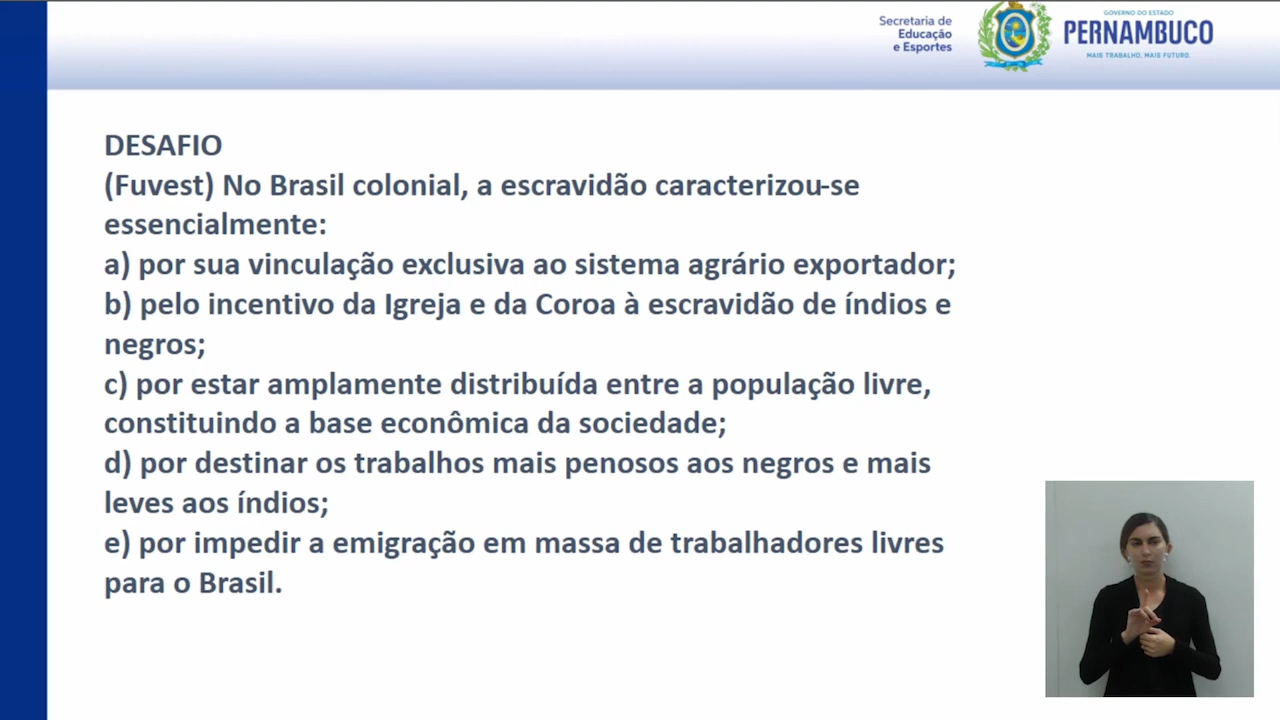 Secretaria de
Educação
e Esportes
GOVERNO DO ESTADO
PERNAMBUCO
MAIS TRABALHO, MAIS FUTURO.
DESAFIO
(Fuvest) No Brasil colonial, a escravidão caracterizou-se
essencialmente:
a) por sua vinculação exclusiva ao sistema agrário exportador;
b) pelo incentivo da Igreja e da Coroa à escravidão de índios e
negros;
c) por estar amplamente distribuída entre a população livre,
constituindo a base econômica da sociedade;
d) por destinar os trabalhos mais penosos aos negros e mais
leves aos índios;
e) por impedir a emigração em massa de trabalhadores livres
para o Brasil.